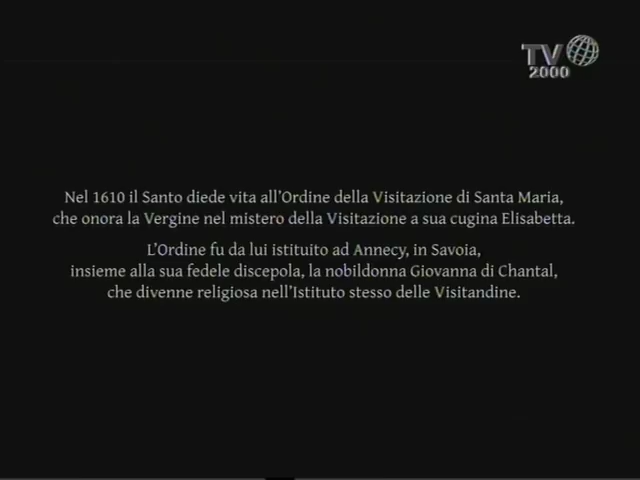 TV
2000
Nel 1610 il Santo diede vita all'Ordine della Visitazione di Santa Maria,
che onora la Vergine nel mistero della Visitazione a sua cugina Elisabetta.
L'Ordine fu da lui istituito ad Annecy, in Savoia,
insieme alla sua fedele discepola, la nobildonna Giovanna di Chantal,
che divenne religiosa nell'Istituto stesso delle Visitandine.